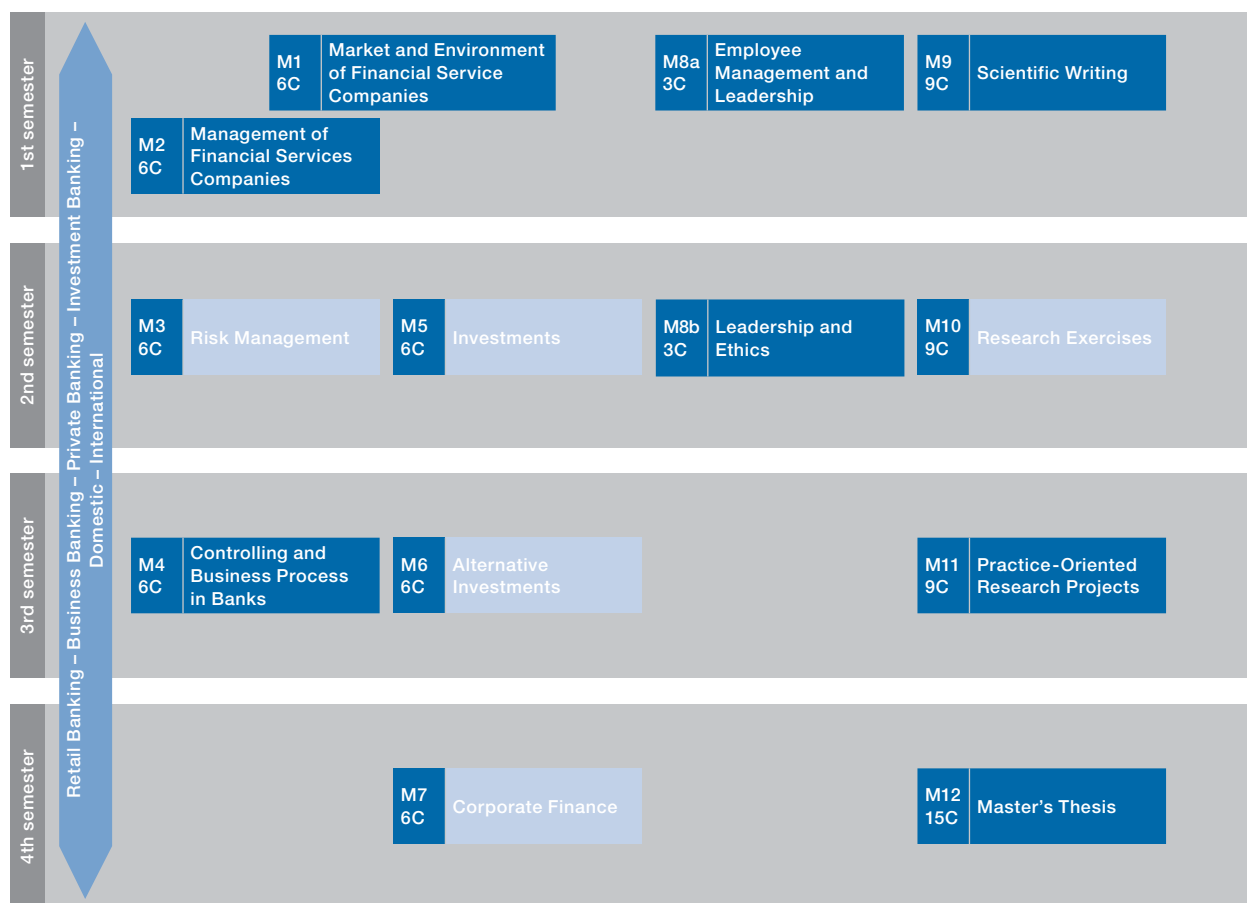 1st semester
2nd semester
3rd semester
4th semester
Retail Banking – Business Banking – Private Banking – Investment Banking –
Domestic – International
M1
6C
Market and Environment
of Financial Service
Companies
M8a
3C
Employee
Management and
Leadership
M9
9C
Scientific Writing
M2
6C
Management of
Financial Services
Companies
M3
6C
Risk Management
M5
6C
Investments
M8b
3C
Leadership and
Ethics
M10
9C
Research Exercises
M4
6C
Controlling and
Business Process
in Banks
M6
6C
Alternative
Investments
M11
9C
Practice-Oriented
Research Projects
M7
6C
Corporate Finance
M12
15C
Master’s Thesis